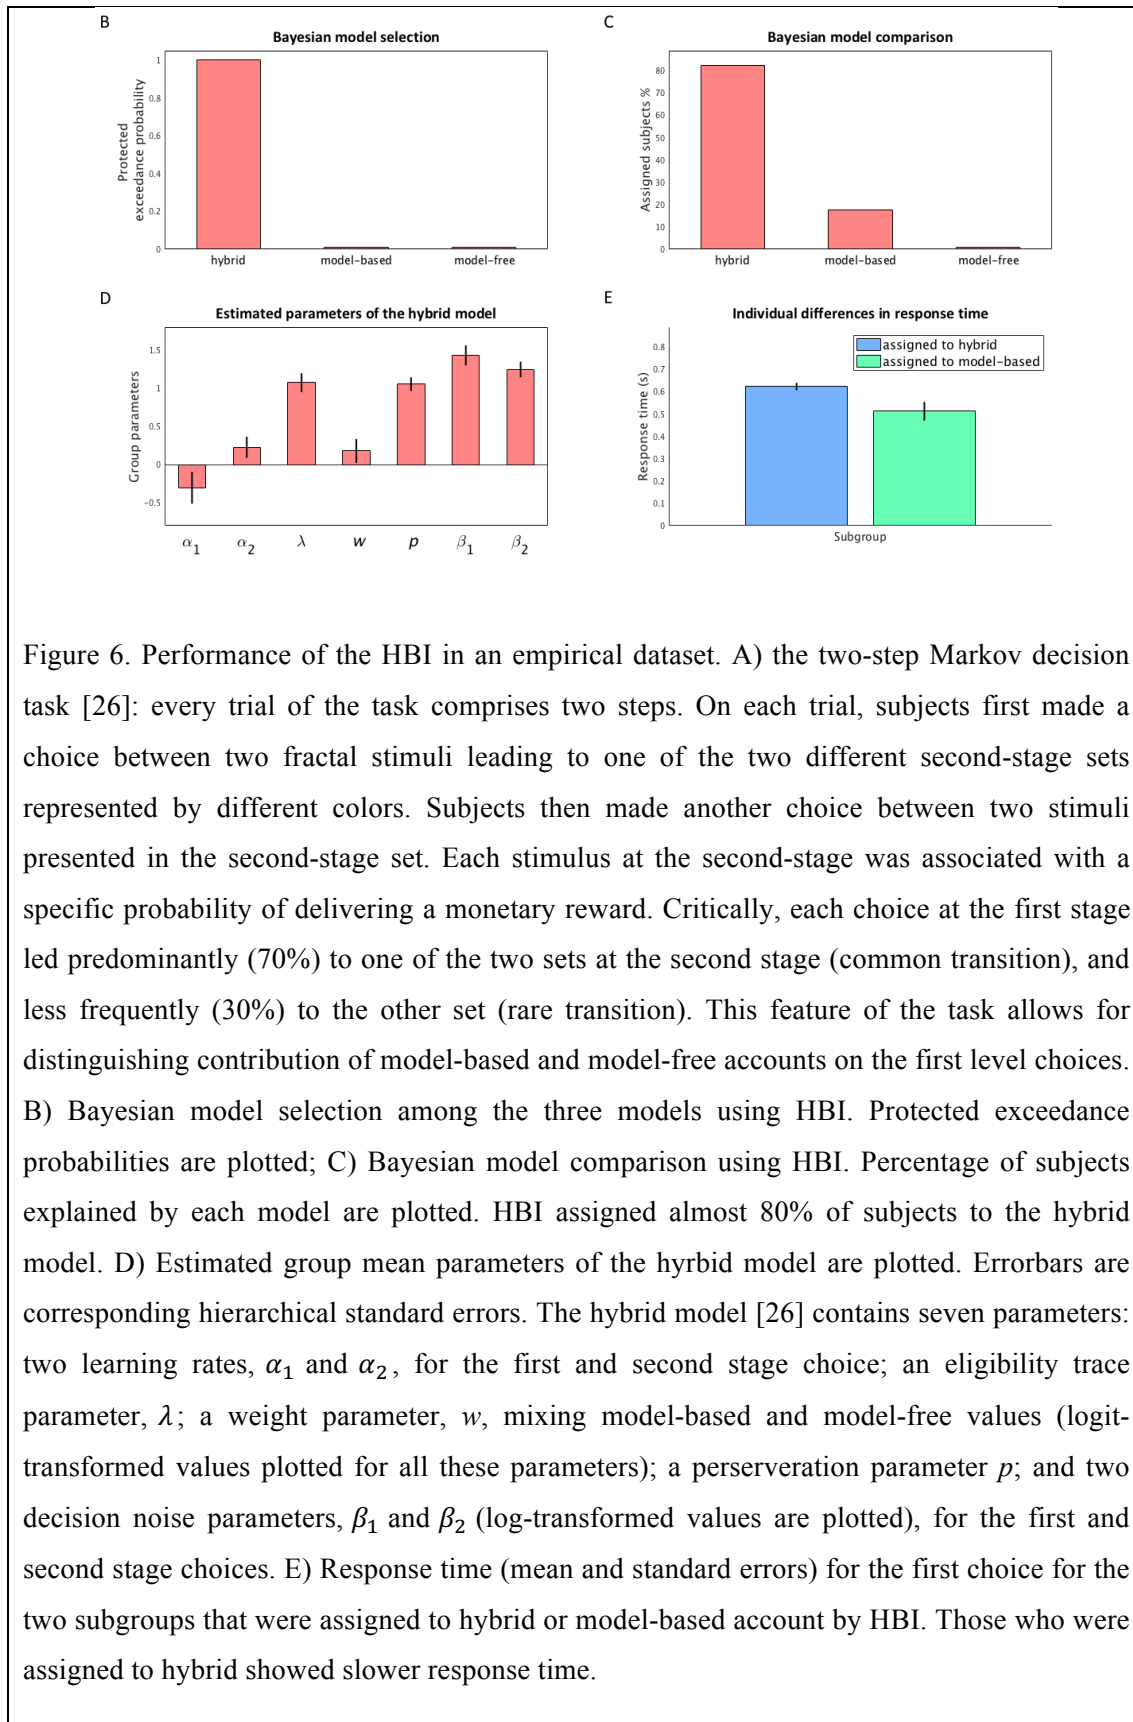 B
Bayesian model selection
Protected
exceedance probability
1
0.8
0.6
0.4
0.2
0
hybrid
model-based
model-free
C
Bayesian model comparison
Assigned subjects %
80
70
60
50
40
30
20
10
0
hybrid
model-based
model-free
D
Estimated parameters of the hybrid model
Group parameters
1.5
1
0.5
0
−0.5
α1
α2
λ
w
p
β1
β2
E
Individual differences in response time
Response time (s)
0.8
0.7
0.6
0.5
0.4
0.3
0.2
0.1
0
assigned to hybrid
assigned to model-based
Subgroup
Figure 6. Performance of the HBI in an empirical dataset. A) the two-step Markov decision
task [26]: every trial of the task comprises two steps. On each trial, subjects first made a
choice between two fractal stimuli leading to one of the two different second-stage sets
represented by different colors. Subjects then made another choice between two stimuli
presented in the second-stage set. Each stimulus at the second-stage was associated with a
specific probability of delivering a monetary reward. Critically, each choice at the first stage
led predominantly (70%) to one of the two sets at the second stage (common transition), and
less frequently (30%) to the other set (rare transition). This feature of the task allows for
distinguishing contribution of model-based and model-free accounts on the first level choices.
B) Bayesian model selection among the three models using HBI. Protected exceedance
probabilities are plotted; C) Bayesian model comparison using HBI. Percentage of subjects
explained by each model are plotted. HBI assigned almost 80% of subjects to the hybrid
model. D) Estimated group mean parameters of the hyrbid model are plotted. Errorbars are
corresponding hierarchical standard errors. The hybrid model [26] contains seven parameters:
two learning rates, α1 and α2, for the first and second stage choice; an eligibility trace
parameter, λ; a weight parameter, w, mixing model-based and model-free values (logit-
transformed values plotted for all these parameters); a perserveration parameter p; and two
decision noise parameters, β1 and β2 (log-transformed values are plotted), for the first and
second stage choices. E) Response time (mean and standard errors) for the first choice for the
two subgroups that were assigned to hybrid or model-based account by HBI. Those who were
assigned to hybrid showed slower response time.